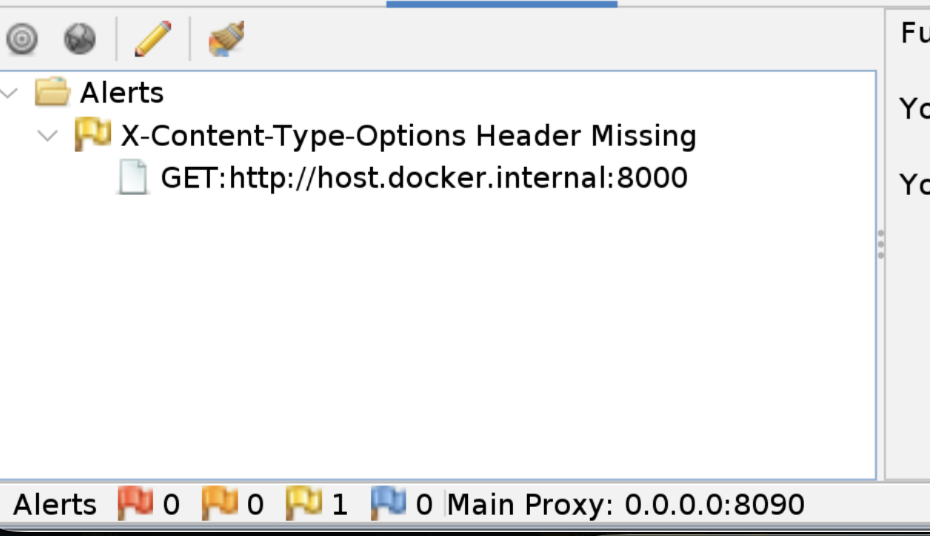 Alerts
X-Content-Type-Options Header Missing
GET:http://host.docker.internal:8000
Alerts 0 0 1 0 Main Proxy: 0.0.0.0:8090